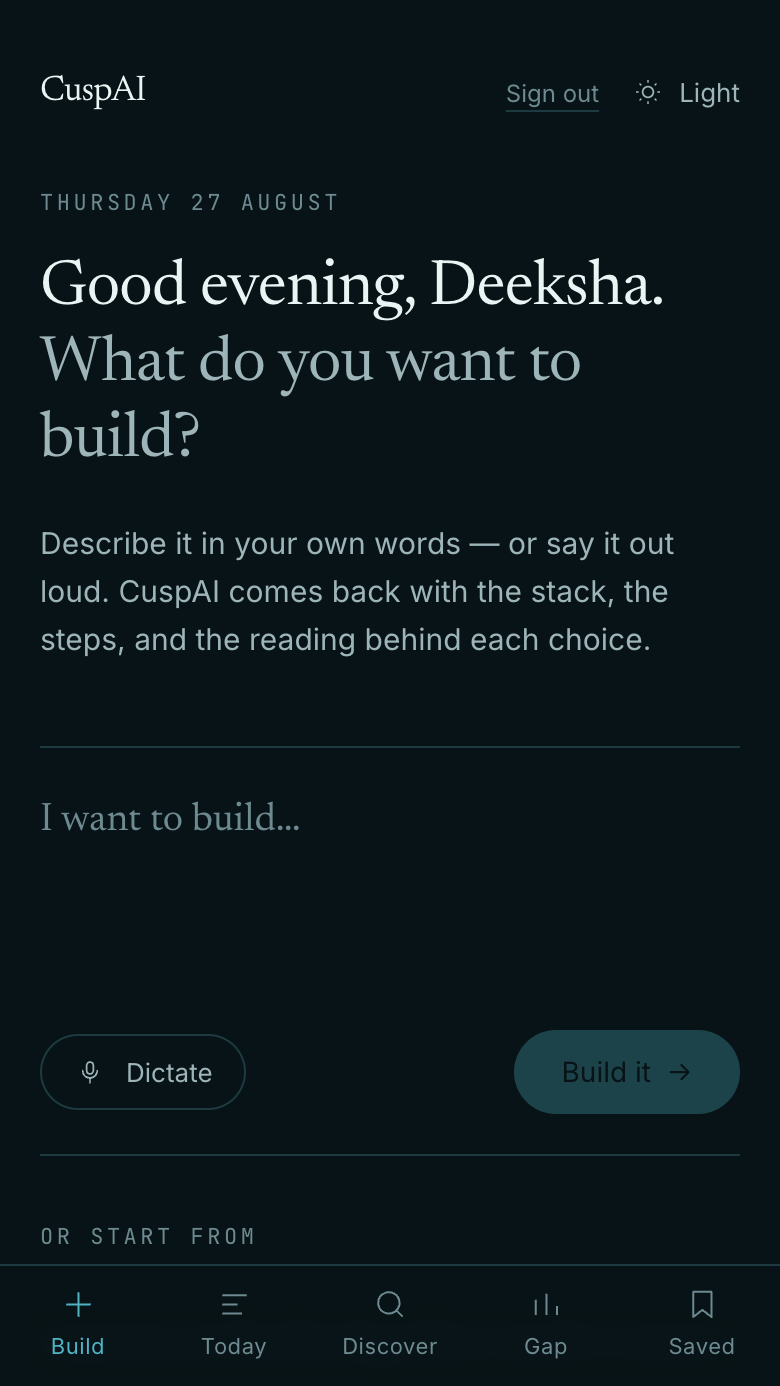 CuspAI
Sign out
Light
THURSDAY 27 AUGUST
Good evening, Deeksha.
What do you want to
build?
Describe it in your own words — or say it out
loud. CuspAI comes back with the stack, the
steps, and the reading behind each choice.
I want to build...
Dictate
Build it →
OR START FROM
Build
Today
Discover
Gap
Saved